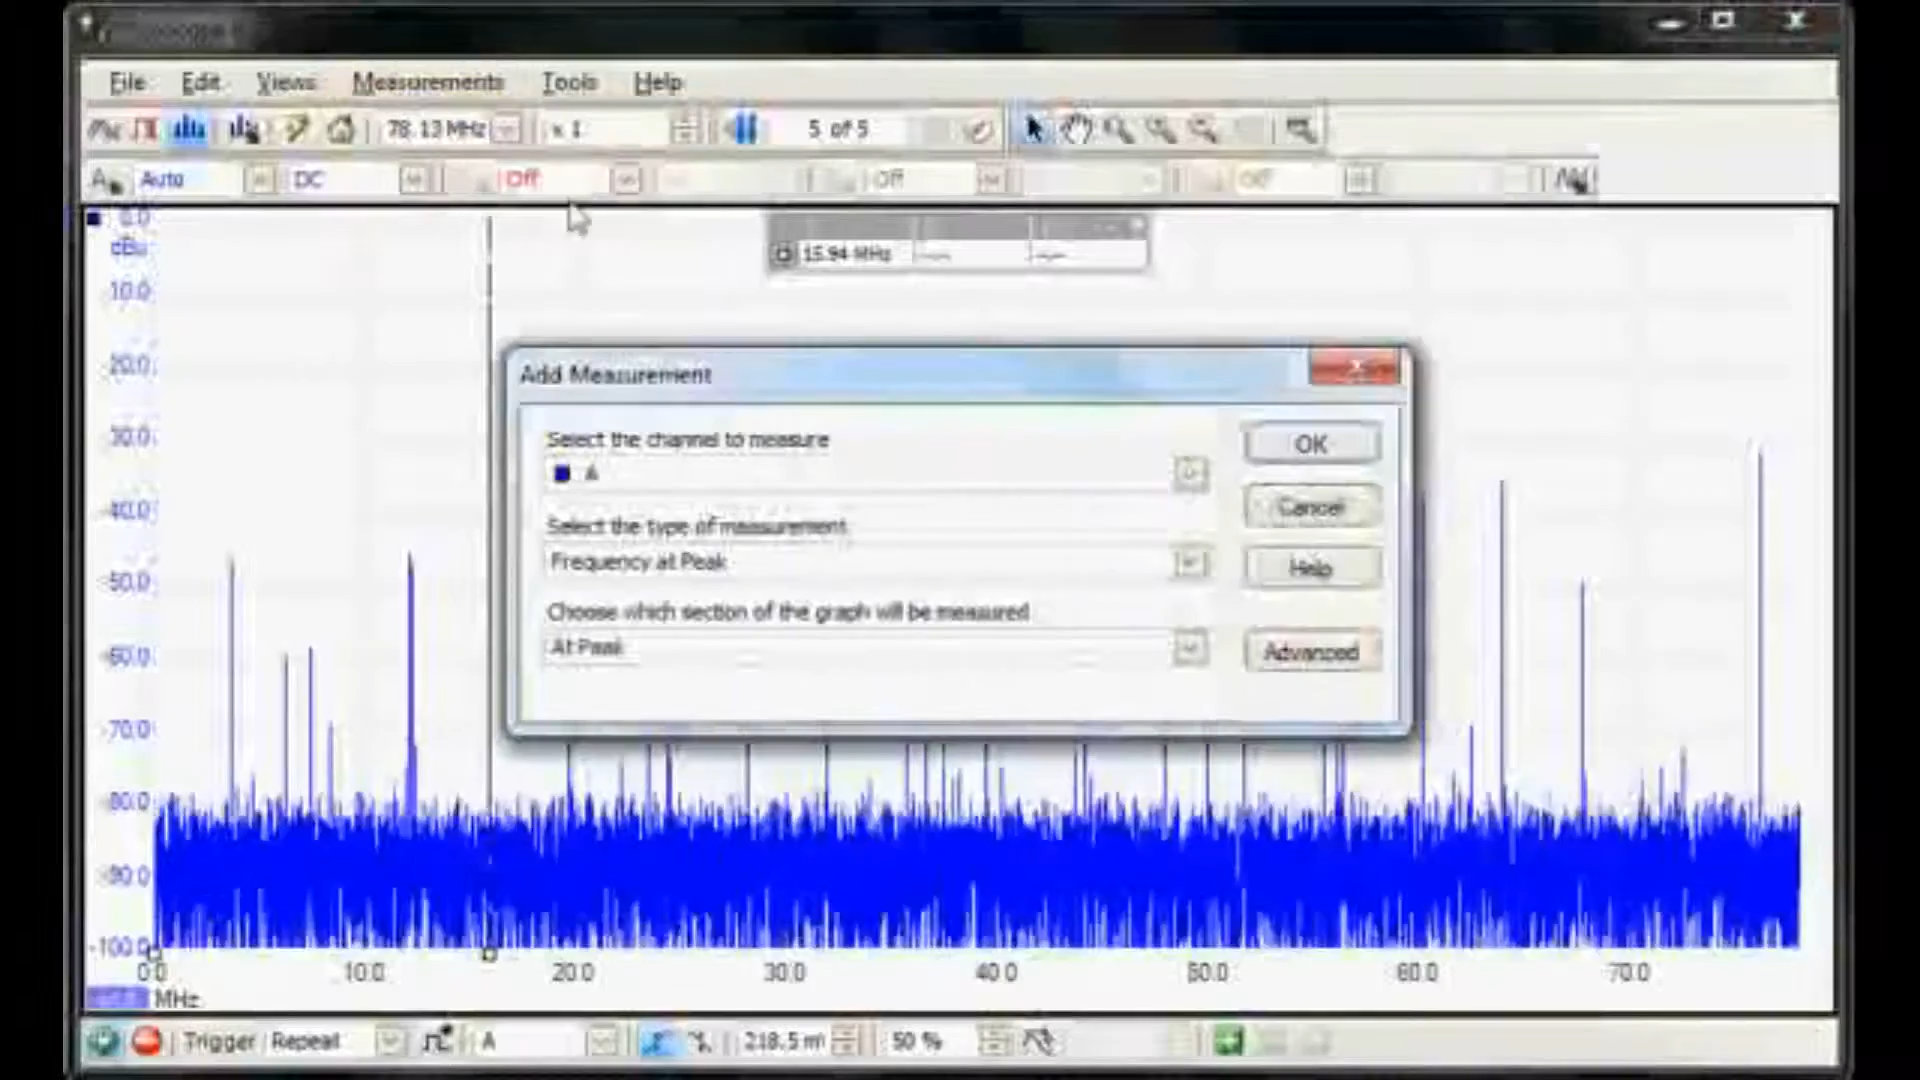 File Edit Views Measurements Tools Help
78.13 MHz x 1 5 of 5
A Auto DC Off Off Off
0.0
dBu
15.94 MHz
-10.0
-20.0
-30.0
-40.0
-50.0
-60.0
-70.0
-80.0
-90.0
-100.0
Add Measurement
Select the channel to measure
A
OK
Cancel
Select the type of measurement
Frequency at Peak
Help
Choose which section of the graph will be measured
At Peak
Advanced
0.0 10.0 20.0 30.0 40.0 50.0 60.0 70.0
MHz
Trigger Repeat A 218.5 mV 50 %